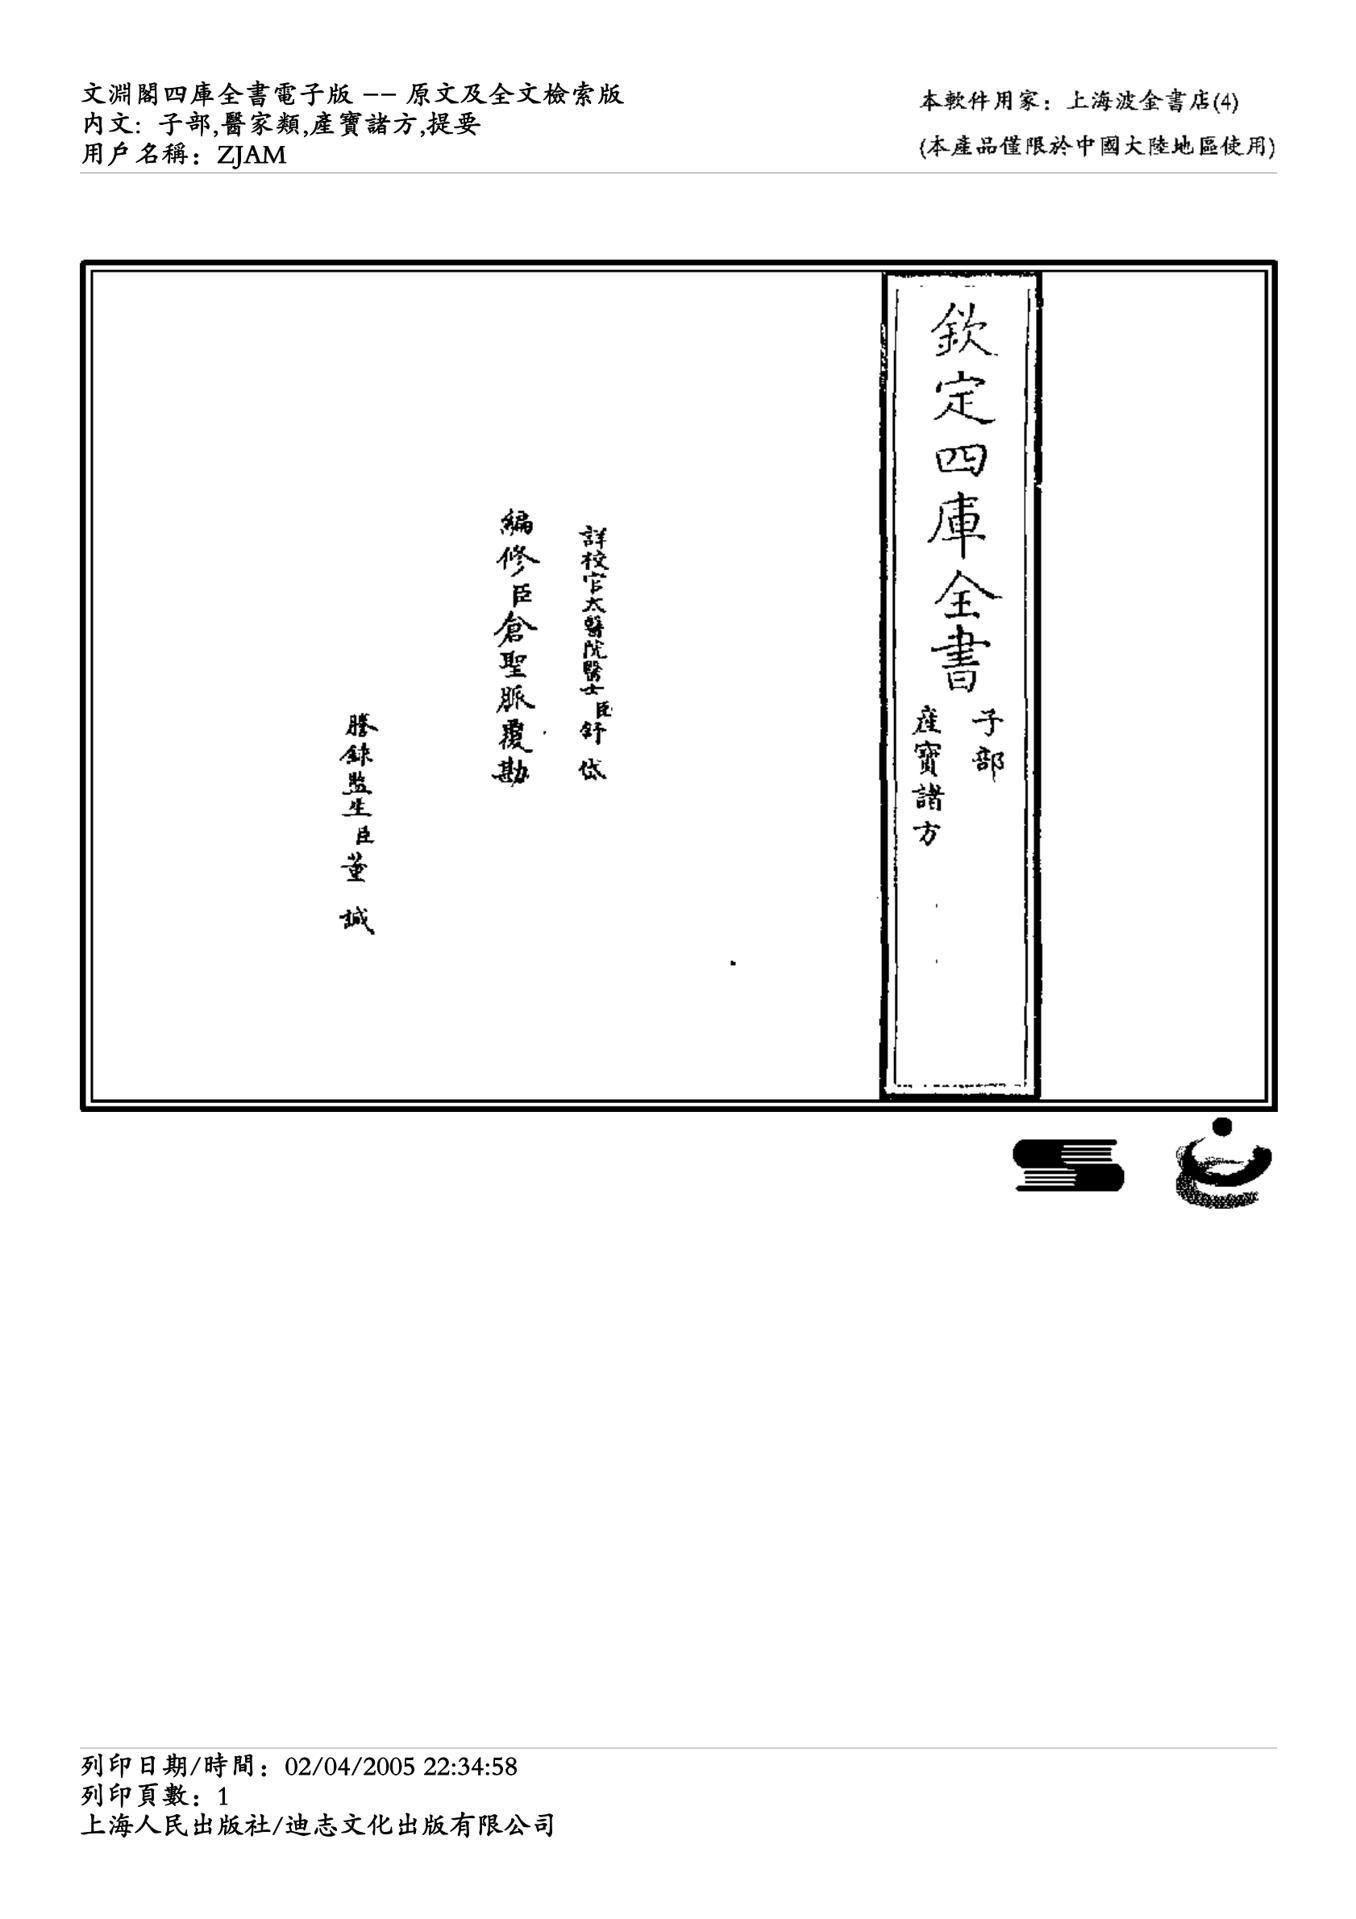 文淵閣四庫全書電子版 –– 原文及全文檢索版
内文: 子部,醫家類,產寶諸方,提要
用戶名稱：ZJAM
本軟件用家：上海波金書店(4)
(本產品僅限於中國大陸地區使用)
欽定四庫全書
子部
産寶諸方
詳校官太醫院醫士臣舒岱
編修臣倉聖脈覆勘
謄錄監生臣董誠
列印日期/時間：02/04/2005 22:34:58
列印頁數：1
上海人民出版社/迪志文化出版有限公司